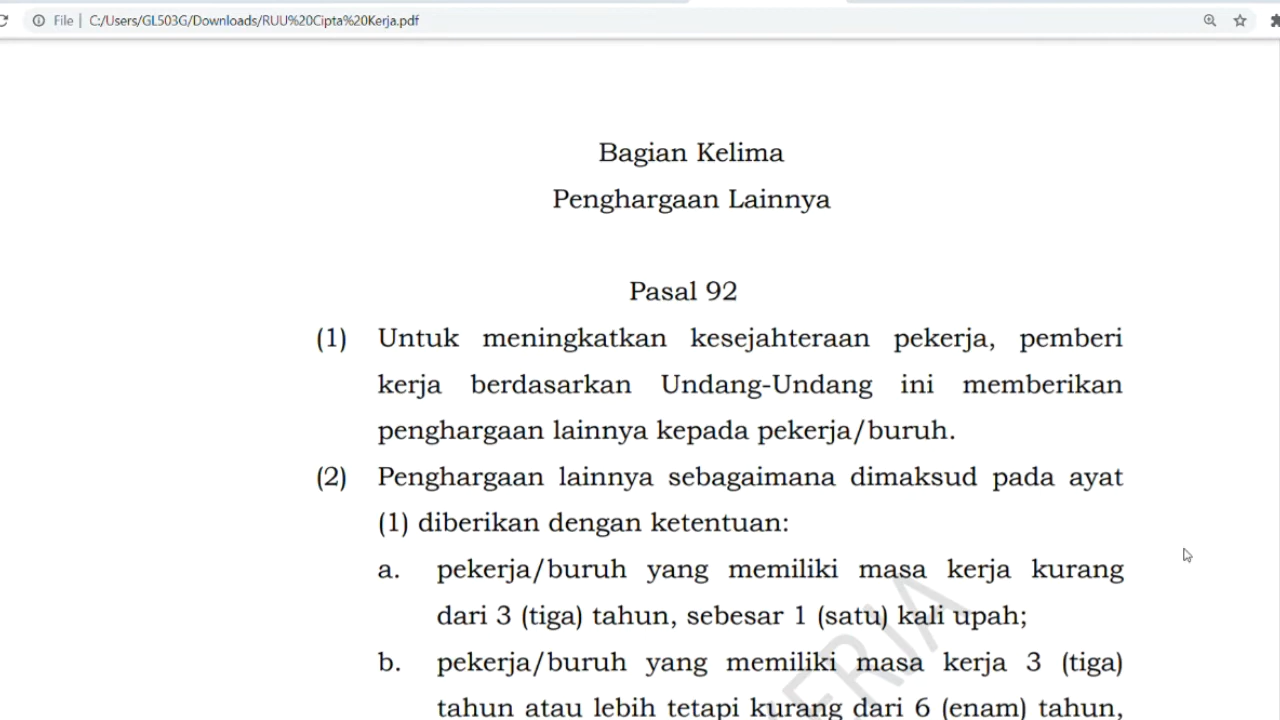 File | C:/Users/GL503G/Downloads/RUU%20Cipta%20Kerja.pdf
Bagian Kelima
Penghargaan Lainnya
Pasal 92
(1) Untuk meningkatkan kesejahteraan pekerja, pemberi
kerja berdasarkan Undang-Undang ini memberikan
penghargaan lainnya kepada pekerja/buruh.
(2) Penghargaan lainnya sebagaimana dimaksud pada ayat
(1) diberikan dengan ketentuan:
a. pekerja/buruh yang memiliki masa kerja kurang
dari 3 (tiga) tahun, sebesar 1 (satu) kali upah;
b. pekerja/buruh yang memiliki masa kerja 3 (tiga)
tahun atau lebih tetapi kurang dari 6 (enam) tahun,